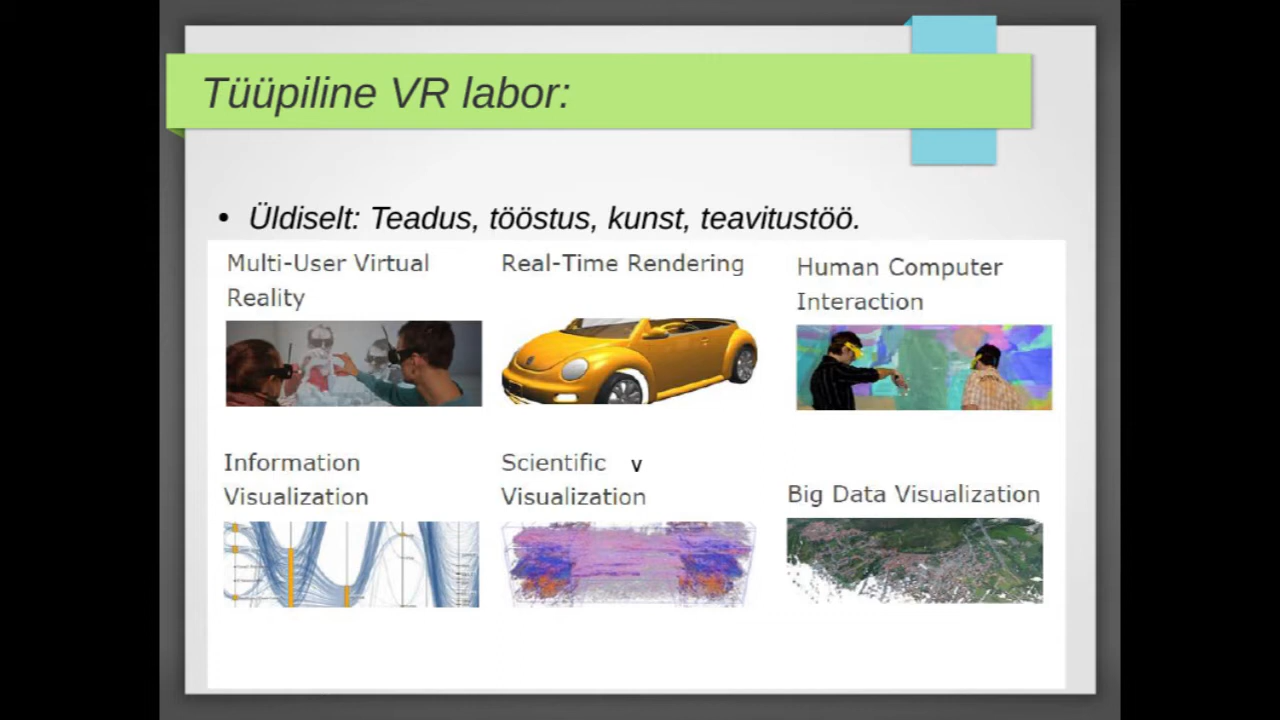 Tüüpiline VR labor:
• Üldiselt: Teadus, tööstus, kunst, teavitustöö.
Multi-User Virtual
Reality
Real-Time Rendering
Human Computer
Interaction
Information
Visualization
Scientific v
Visualization
Big Data Visualization